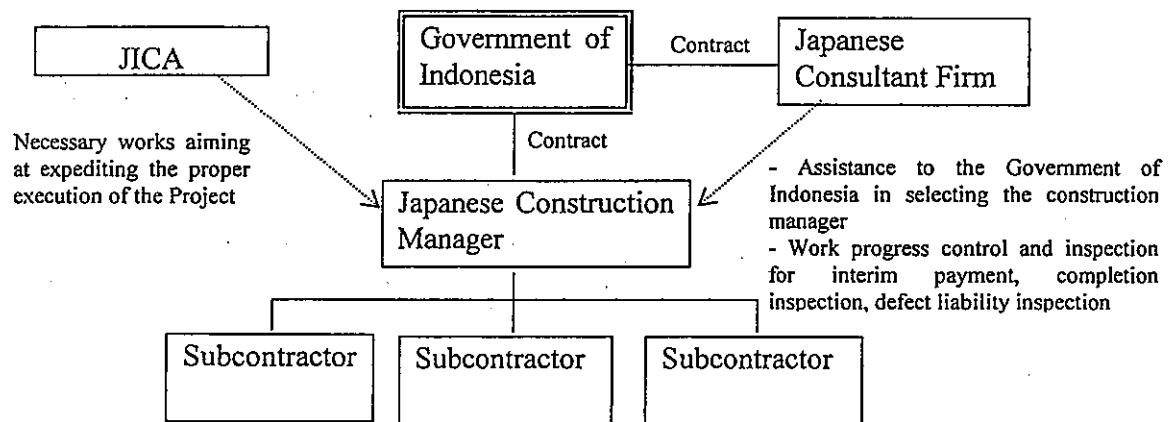 JICA
Government of
Indonesia
Contract
Japanese
Consultant Firm
Necessary works aiming
at expediting the proper
execution of the Project
Contract
- Assistance to the Government of
Indonesia in selecting the construction
manager
- Work progress control and inspection
for interim payment, completion
inspection, defect liability inspection
Japanese Construction
Manager
Subcontractor
Subcontractor
Subcontractor